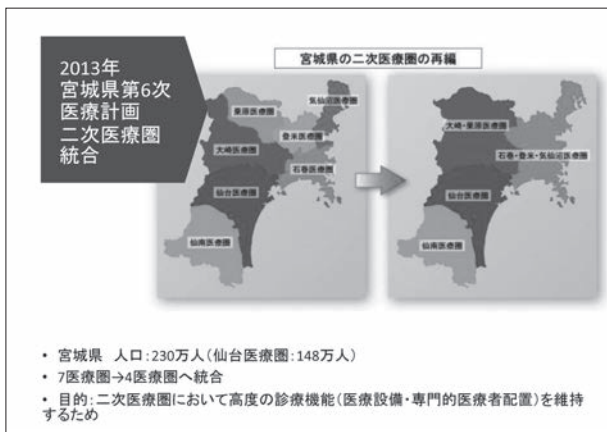 2013年
宮城県第6次
医療計画
二次医療圏
統合
宮城県の二次医療圏の再編
気仙沼医療圏
栗原医療圏
登米医療圏
大崎医療圏
石巻医療圏
仙台医療圏
仙南医療圏
大崎・栗原医療圏
石巻・登米・気仙沼医療圏
仙台医療圏
仙南医療圏
• 宮城県 人口:230万人(仙台医療圏:148万人)
• 7医療圏→4医療圏へ統合
• 目的:二次医療圏において高度の診療機能(医療設備・専門的医療者配置)を維持
するため